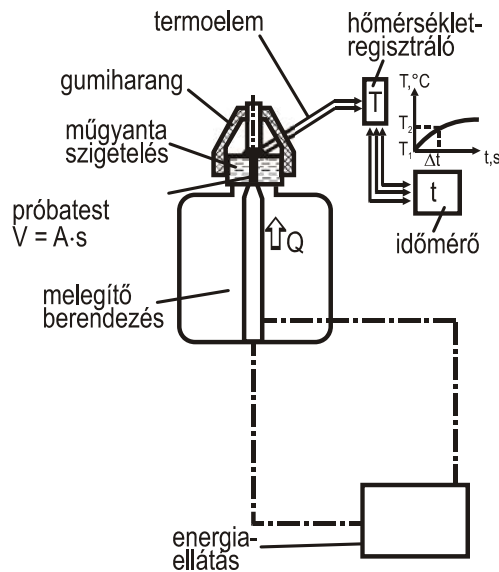 termoelem
hőmérséklet-
regisztráló
gumiharang
T
T,°C
T₂
T₁
Δt
t,s
műgyanta
szigetelés
t
időmérő
próbatest
V = A·s
Q
melegítő
berendezés
energia-
ellátás